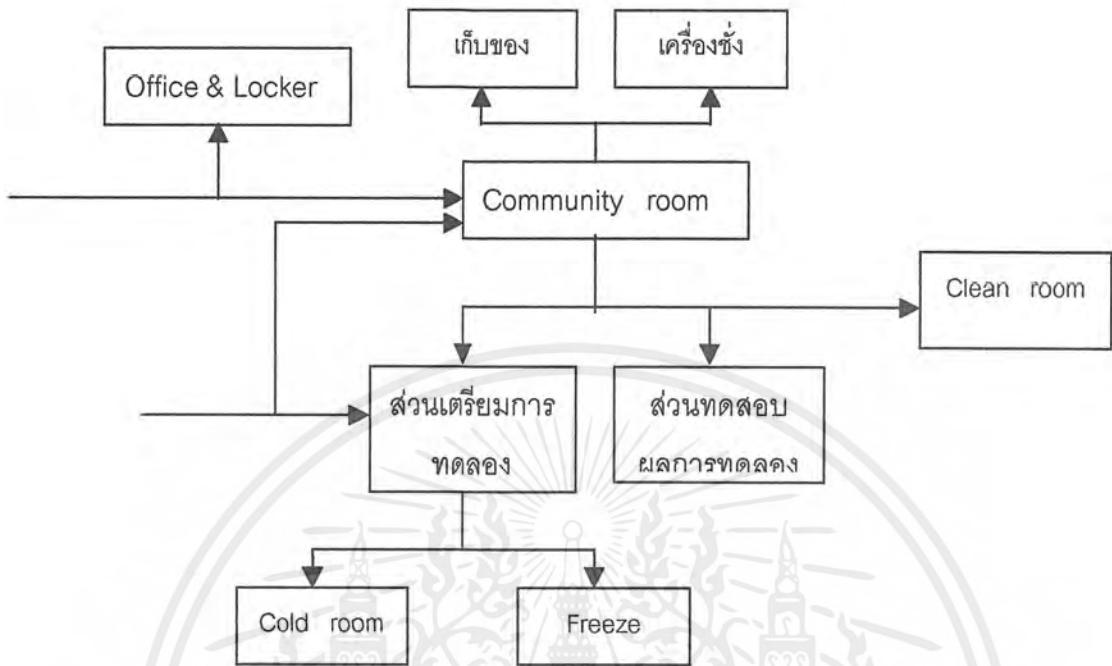 เก็บของ
เครื่องชั่ง
Office & Locker
Community room
Clean room
ส่วนเตรียมการ
ทดลอง
ส่วนทดสอบ
ผลการทดลอง
Cold room
Freeze